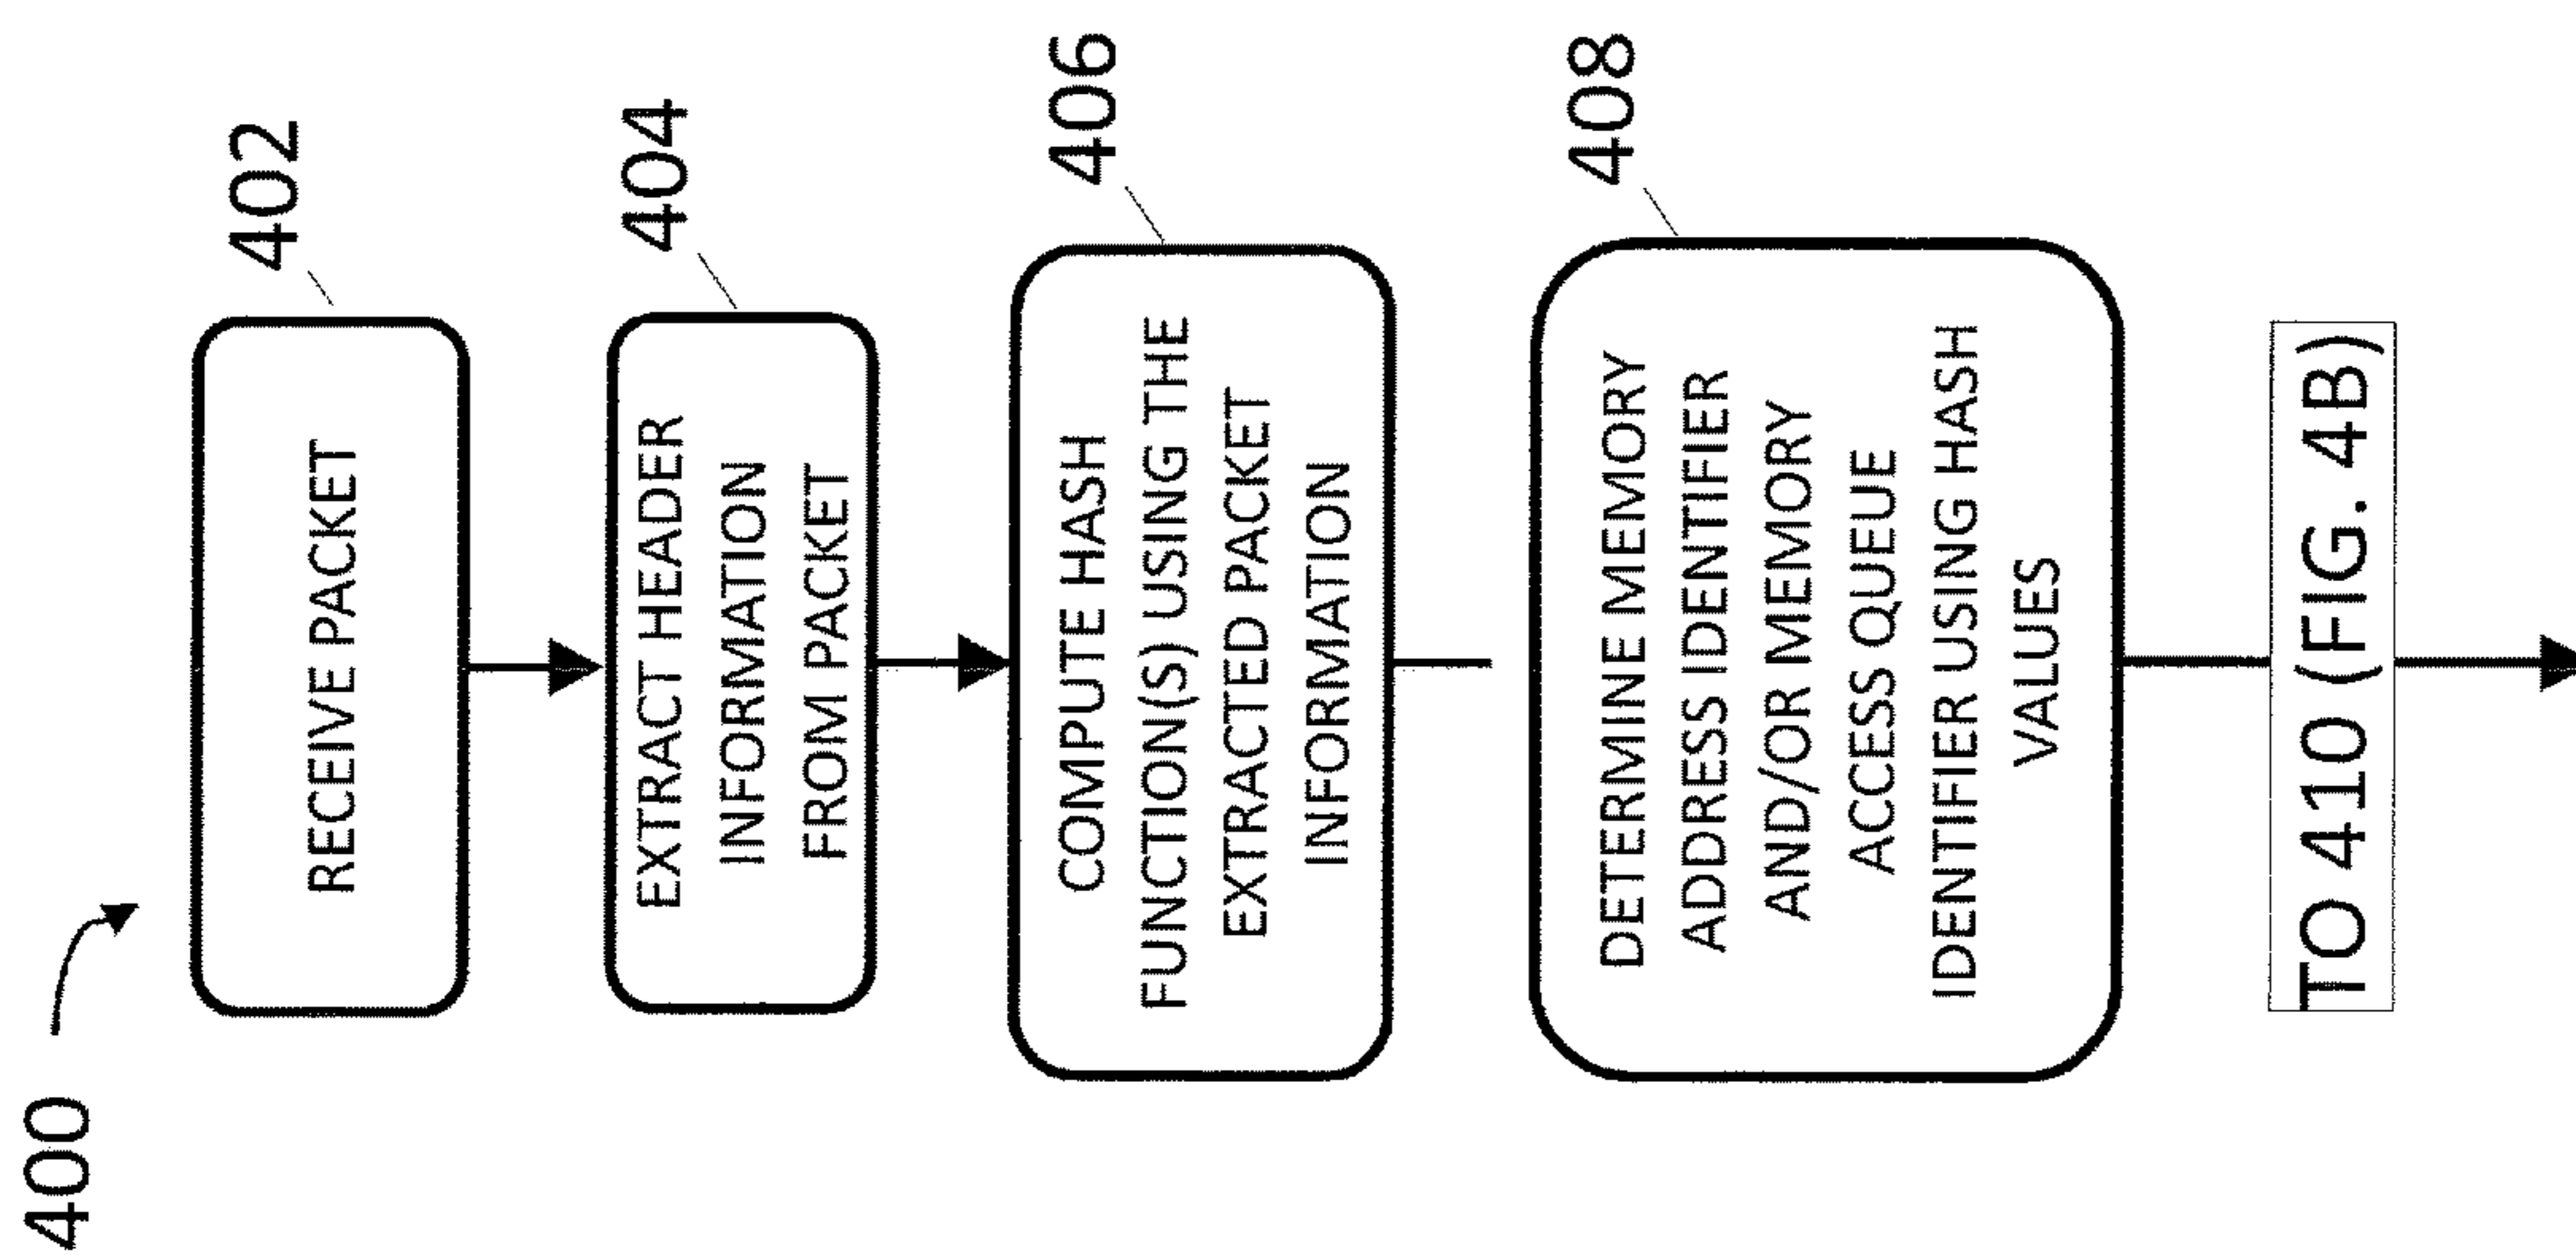 400
402
RECEIVE PACKET
404
EXTRACT HEADER
INFORMATION
FROM PACKET
406
COMPUTE HASH
FUNCTION(S) USING THE
EXTRACTED PACKET
INFORMATION
408
DETERMINE MEMORY
ADDRESS IDENTIFIER
AND/OR MEMORY
ACCESS QUEUE
IDENTIFIER USING HASH
VALUES
TO 410 (FIG. 4B)